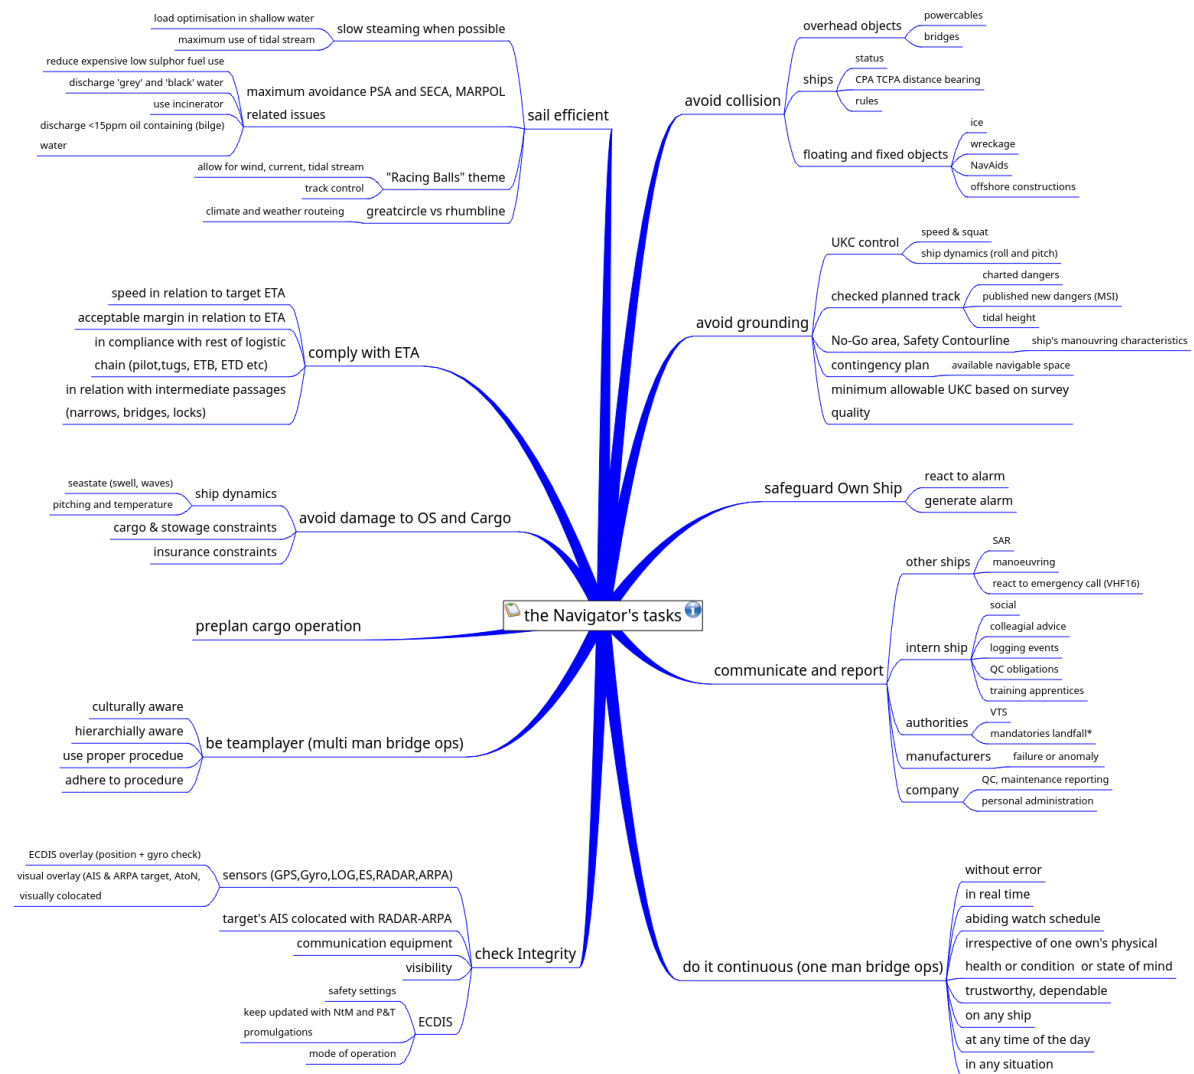 the Navigator's tasks
avoid collision
overhead objects
powercables
bridges
ships
status
CPA TCPA distance bearing
rules
floating and fixed objects
ice
wreckage
NavAids
offshore constructions
avoid grounding
UKC control
speed & squat
ship dynamics (roll and pitch)
checked planned track
charted dangers
published new dangers (MSI)
tidal height
No-Go area, Safety Contourline
ship's manouvring characteristics
contingency plan
available navigable space
minimum allowable UKC based on survey
quality
safeguard Own Ship
react to alarm
generate alarm
communicate and report
other ships
SAR
manoeuvring
react to emergency call (VHF16)
intern ship
social
colleagial advice
logging events
QC obligations
training apprentices
authorities
VTS
mandatories landfall*
manufacturers
failure or anomaly
company
QC, maintenance reporting
personal administration
do it continuous (one man bridge ops)
without error
in real time
abiding watch schedule
irrespective of one own's physical
health or condition  or state of mind
trustworthy, dependable
on any ship
at any time of the day
in any situation
sail efficient
slow steaming when possible
load optimisation in shallow water
maximum use of tidal stream
maximum avoidance PSA and SECA, MARPOL
related issues
reduce expensive low sulphor fuel use
discharge 'grey' and 'black' water
use incinerator
discharge <15ppm oil containing (bilge)
water
"Racing Balls" theme
allow for wind, current, tidal stream
track control
greatcircle vs rhumbline
climate and weather routeing
comply with ETA
speed in relation to target ETA
acceptable margin in relation to ETA
in compliance with rest of logistic
chain (pilot,tugs, ETB, ETD etc)
in relation with intermediate passages
(narrows, bridges, locks)
avoid damage to OS and Cargo
ship dynamics
seastate (swell, waves)
pitching and temperature
cargo & stowage constraints
insurance constraints
preplan cargo operation
be teamplayer (multi man bridge ops)
culturally aware
hierarchially aware
use proper procedue
adhere to procedure
check Integrity
sensors (GPS,Gyro,LOG,ES,RADAR,ARPA)
ECDIS overlay (position + gyro check)
visual overlay (AIS & ARPA target, AtoN,
visually colocated
target's AIS colocated with RADAR-ARPA
communication equipment
visibility
ECDIS
safety settings
keep updated with NtM and P&T
promulgations
mode of operation